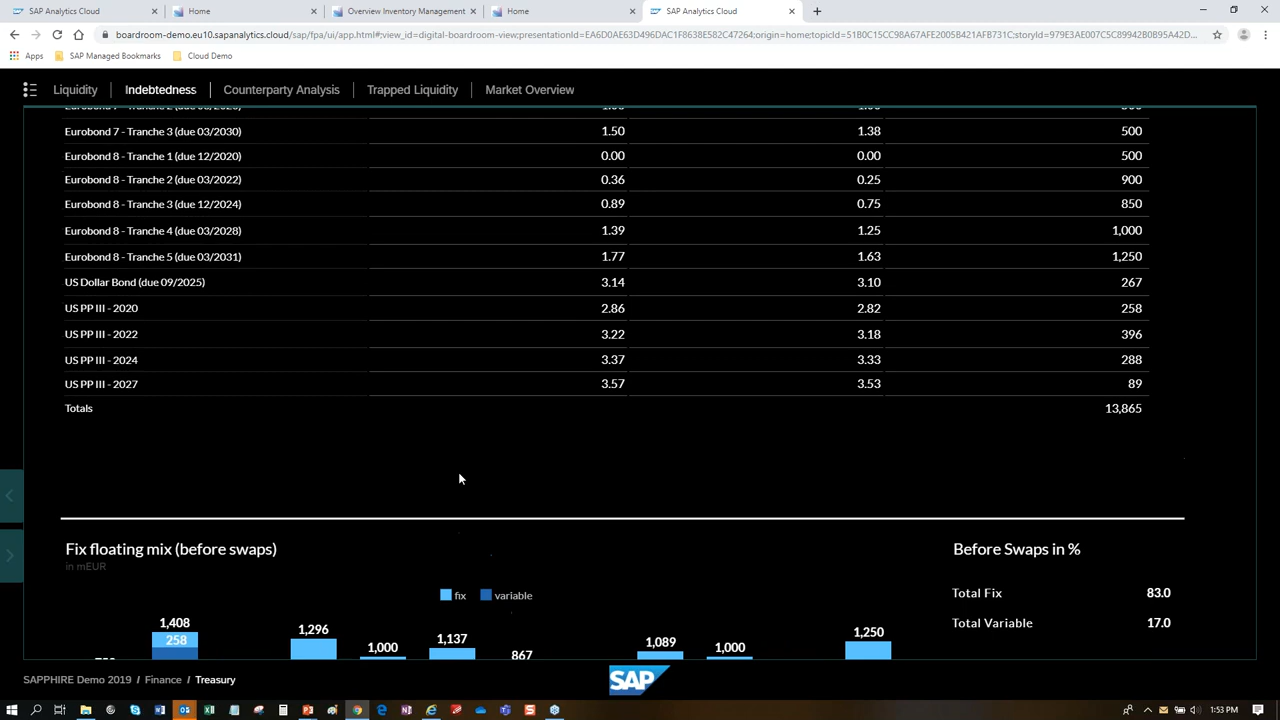 SAP Analytics Cloud
Home
Overview Inventory Management
Home
SAP Analytics Cloud
boardroom-demo.eu10.sapanalytics.cloud/sap/fpa/ui/app.html#;view_id=digital-boardroom-view;presentationId=EA6D0AE63D496DAC1F8638E582C47264;origin=home;topicId=51B0C15CC98A67AFE2005B421AFB731C;storyId=979E3AE007C5C89942B0B95A42D...
Apps SAP Managed Bookmarks Cloud Demo
Liquidity Indebtedness Counterparty Analysis Trapped Liquidity Market Overview
Eurobond 7 - Tranche 3 (due 03/2030) 1.50 1.38 500
Eurobond 8 - Tranche 1 (due 12/2020) 0.00 0.00 500
Eurobond 8 - Tranche 2 (due 03/2022) 0.36 0.25 900
Eurobond 8 - Tranche 3 (due 12/2024) 0.89 0.75 850
Eurobond 8 - Tranche 4 (due 03/2028) 1.39 1.25 1,000
Eurobond 8 - Tranche 5 (due 03/2031) 1.77 1.63 1,250
US Dollar Bond (due 09/2025) 3.14 3.10 267
US PP III - 2020 2.86 2.82 258
US PP III - 2022 3.22 3.18 396
US PP III - 2024 3.37 3.33 288
US PP III - 2027 3.57 3.53 89
Totals 13,865
Fix floating mix (before swaps)
in mEUR
Before Swaps in %
fix variable
Total Fix 83.0
Total Variable 17.0
1,408
258
1,296
1,000
1,137
867
1,089
1,000
1,250
SAPPHIRE Demo 2019 / Finance / Treasury
SAP
1:53 PM